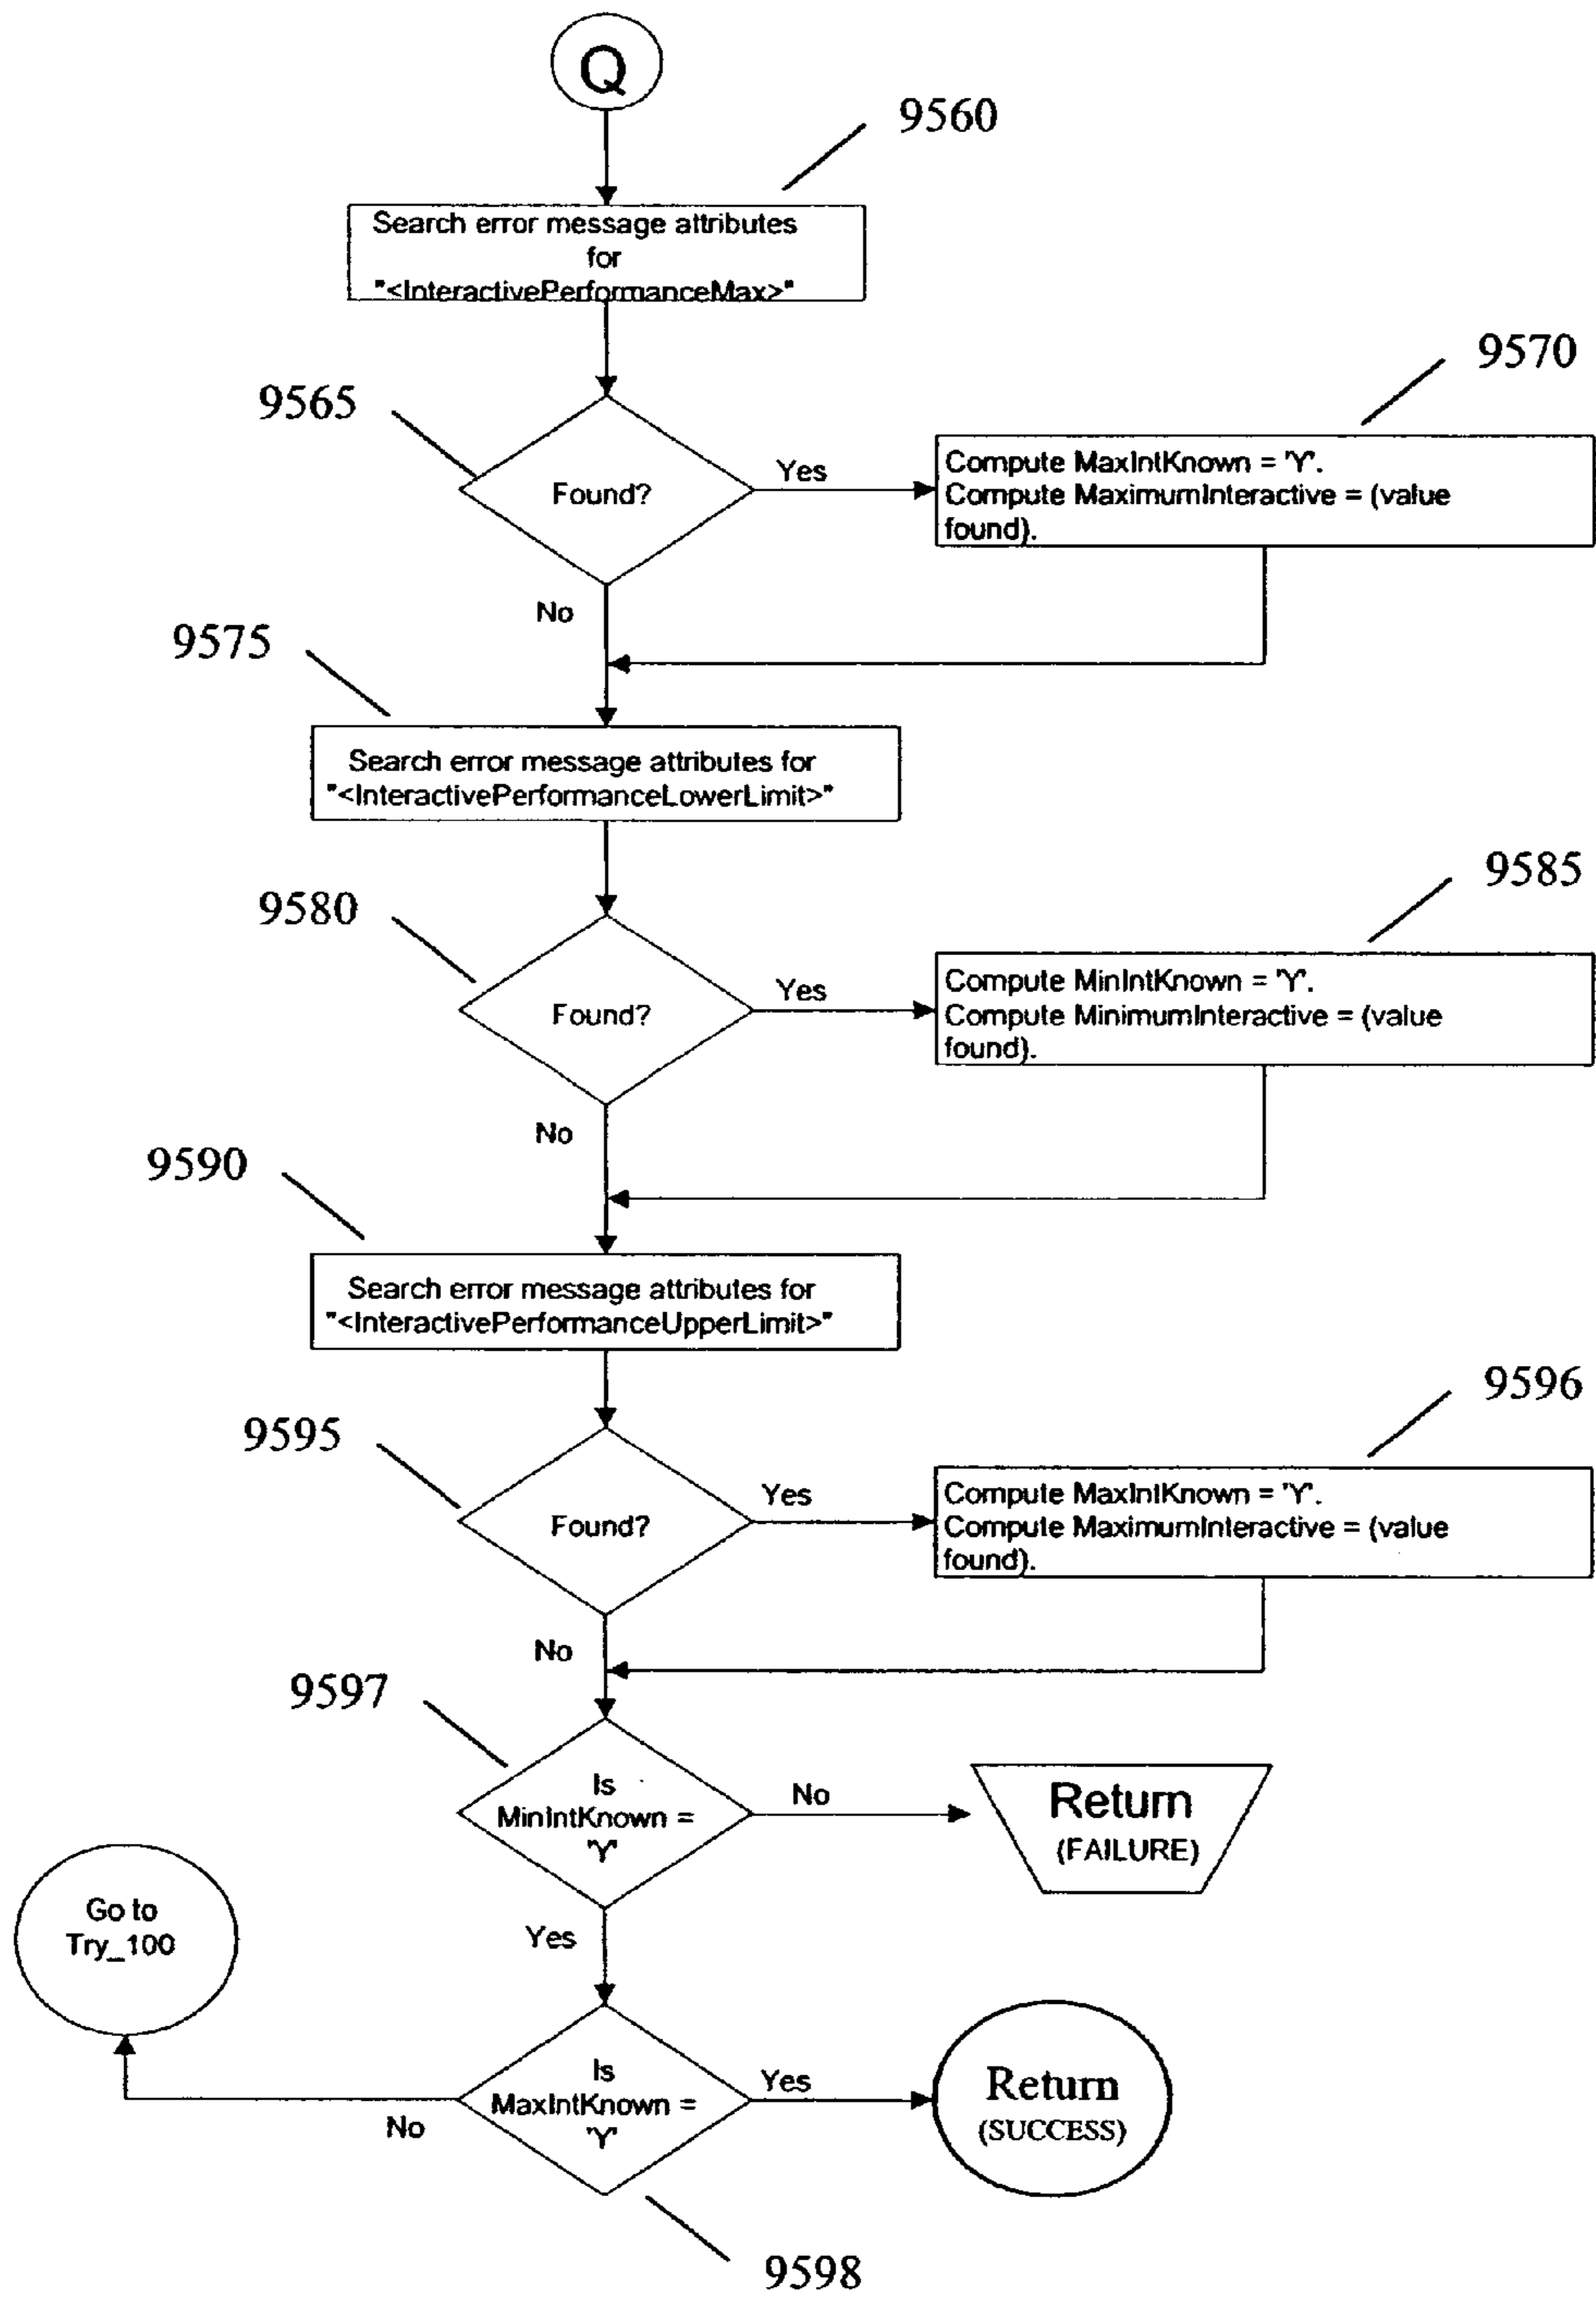 Q
9560
Search error message attributes
for
"<InteractivePerformanceMax>"
9570
9565
Found?
Yes
Compute MaxIntKnown = 'Y'.
Compute MaximumInteractive = (value
found).
No
9575
Search error message attributes for
"<InteractivePerformanceLowerLimit>"
9585
9580
Found?
Yes
Compute MinIntKnown = 'Y'.
Compute MinimumInteractive = (value
found).
No
9590
Search error message attributes for
"<InteractivePerformanceUpperLimit>"
9596
9595
Found?
Yes
Compute MaxIntKnown = 'Y'.
Compute MaximumInteractive = (value
found).
No
9597
Is
MinIntKnown =
'Y'
No
Return
(FAILURE)
Go to
Try_100
Yes
Is
MaxIntKnown =
'Y'
Yes
Return
(SUCCESS)
No
9598